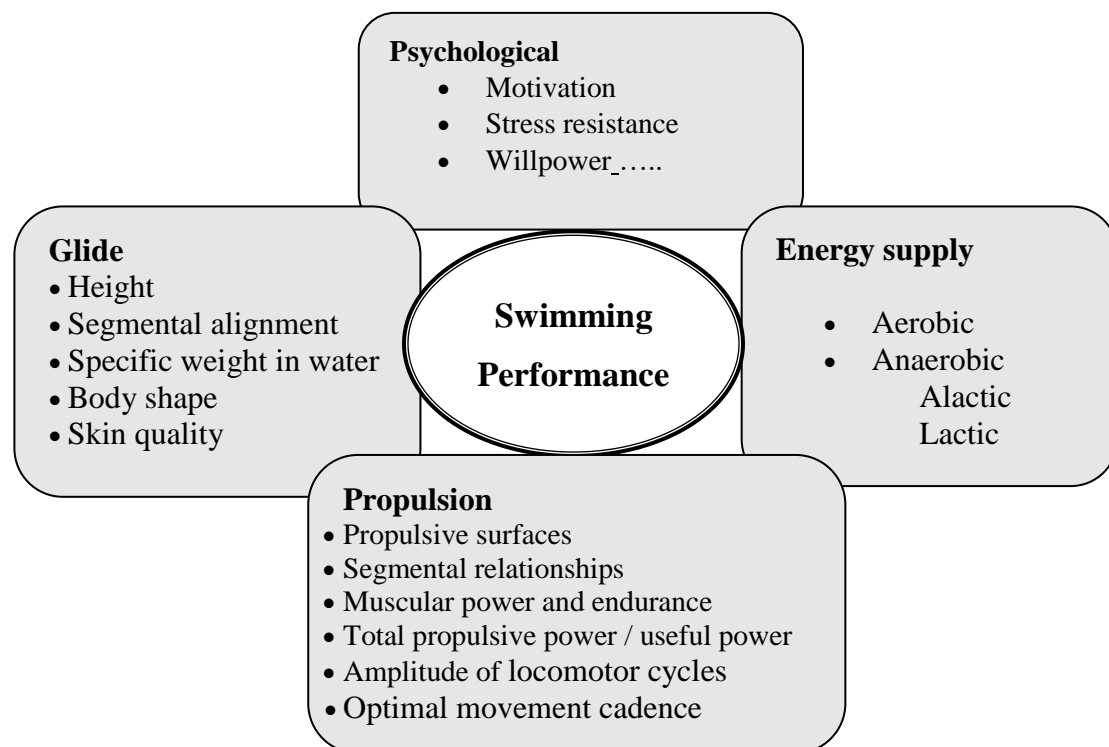 Psychological
• Motivation
• Stress resistance
• Willpower …..
Glide
• Height
• Segmental alignment
• Specific weight in water
• Body shape
• Skin quality
Swimming
Performance
Energy supply
• Aerobic
• Anaerobic
Alactic
Lactic
Propulsion
• Propulsive surfaces
• Segmental relationships
• Muscular power and endurance
• Total propulsive power / useful power
• Amplitude of locomotor cycles
• Optimal movement cadence